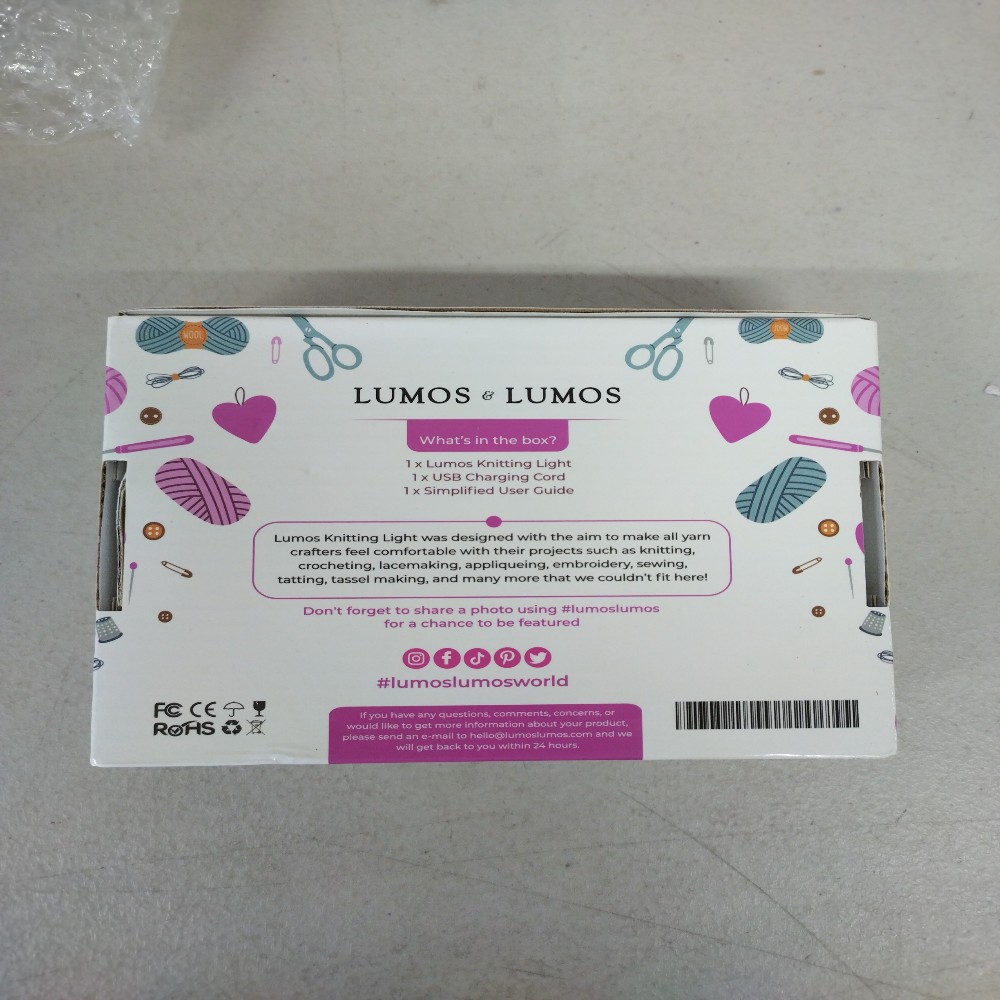 WOOL
WOOL
LUMOS & LUMOS
What's in the box?
1 x Lumos Knitting Light
1 x USB Charging Cord
1 x Simplified User Guide
Lumos Knitting Light was designed with the aim to make all yarn
crafters feel comfortable with their projects such as knitting,
crocheting, lacemaking, appliqueing, embroidery, sewing,
tatting, tassel making, and many more that we couldn't fit here!
Don't forget to share a photo using #lumoslumos
for a chance to be featured
#lumoslumosworld
FC CE
RoHS
If you have any questions, comments, concerns, or
would like to get more information about your product,
please send an e-mail to hello@lumoslumos.com and we
will get back to you within 24 hours.